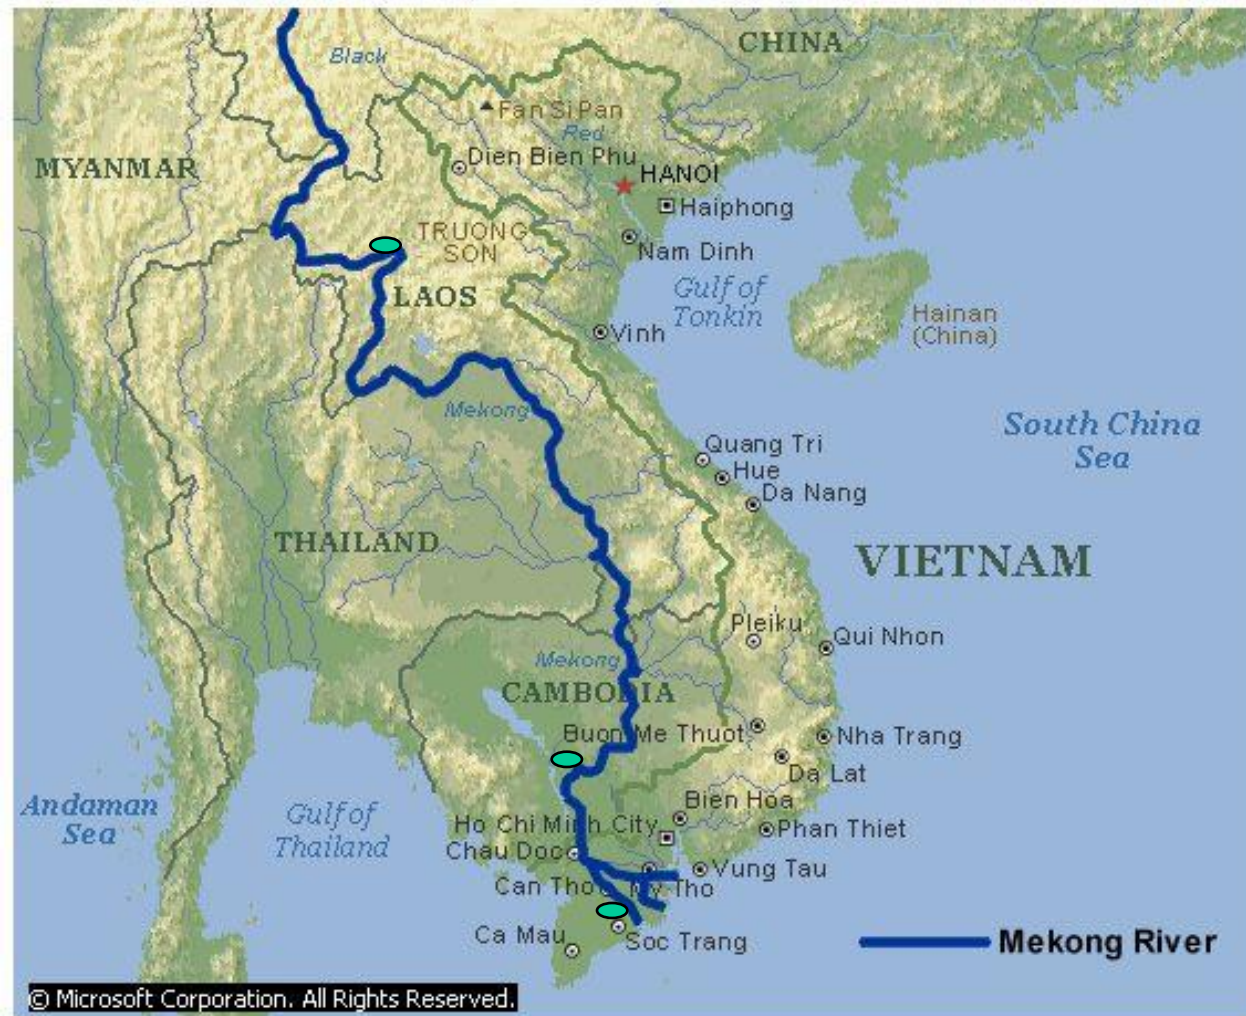 CHINA
Black
Fan Si Pan
Red
MYANMAR
Dien Bien Phu
HANOI
Haiphong
TRUONG
SON
Nam Dinh
LAOS
Gulf of
Tonkin
Hainan
(China)
Vinh
Mekong
South China
Sea
Quang Tri
Hue
Da Nang
THAILAND
VIETNAM
Pleiku
Qui Nhon
Mekong
CAMBODIA
Buon Me Thuot
Nha Trang
Da Lat
Andaman
Sea
Gulf of
Thailand
Bien Hoa
Ho Chi Minh City
Phan Thiet
Chau Doc
Vung Tau
Can Tho
My Tho
Ca Mau
Soc Trang
Mekong River
© Microsoft Corporation. All Rights Reserved.